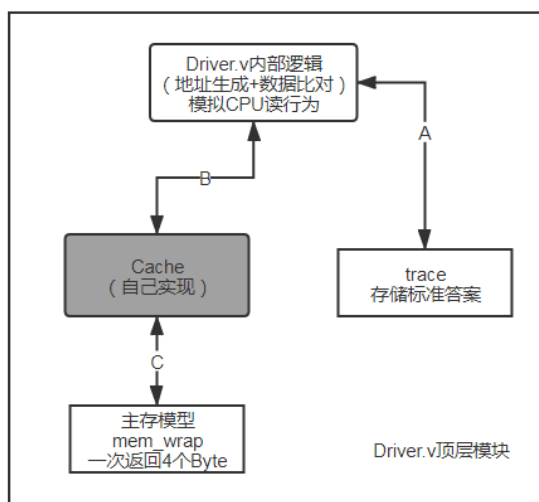 Driver.v内部逻辑
（地址生成+数据比对）
模拟CPU读行为
A
B
Cache
（自己实现）
trace
存储标准答案
C
主存模型
mem_wrap
一次返回4个Byte
Driver.v顶层模块